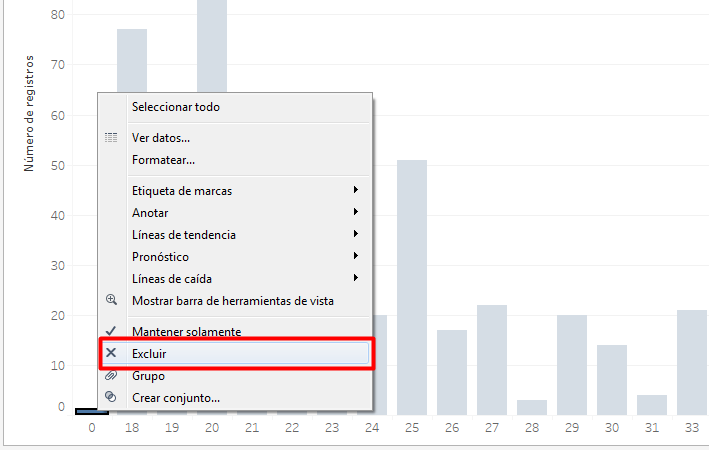 80
70
60
50
40
30
20
10
0
Número de registros
Seleccionar todo
Ver datos...
Formatear...
Etiqueta de marcas
Anotar
Líneas de tendencia
Pronóstico
Líneas de caída
Mostrar barra de herramientas de vista
Mantener solamente
Excluir
Grupo
Crear conjunto...
0 18 19 20 21 22 23 24 25 26 27 28 29 30 31 33